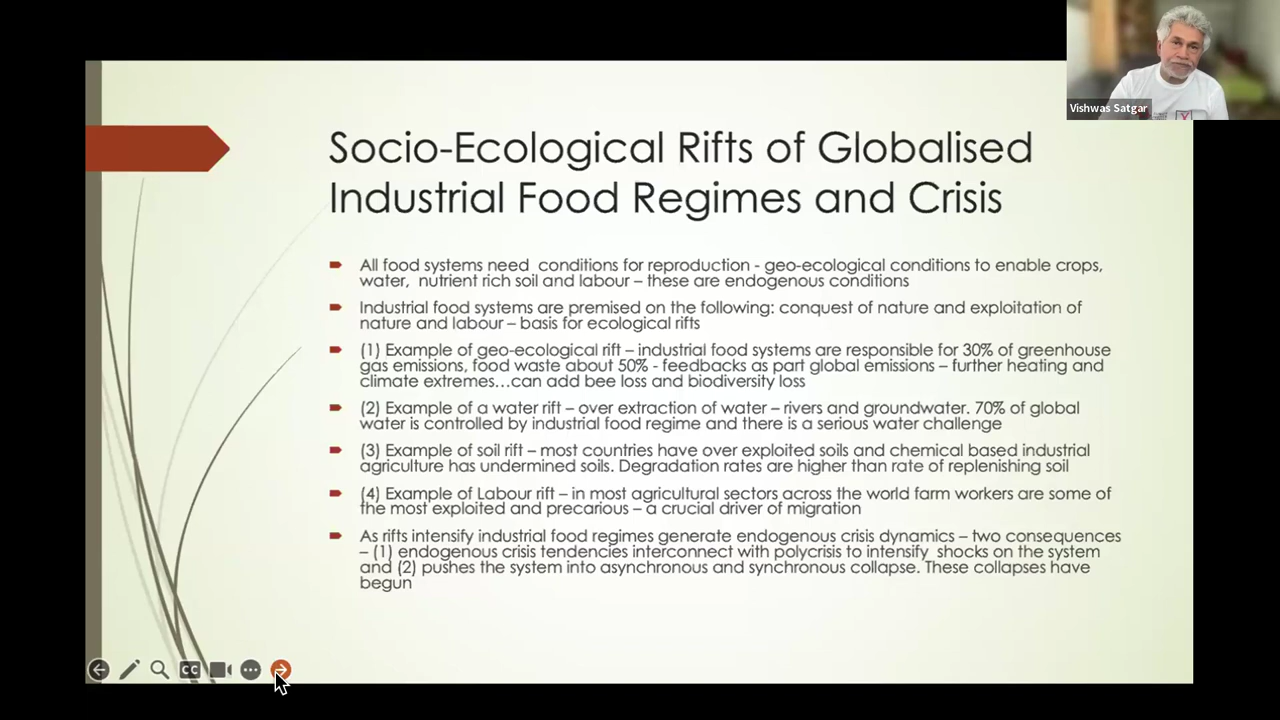 Vishwas Satgar
Socio-Ecological Rifts of Globalised
Industrial Food Regimes and Crisis
All food systems need conditions for reproduction - geo-ecological conditions to enable crops,
water, nutrient rich soil and labour – these are endogenous conditions
Industrial food systems are premised on the following: conquest of nature and exploitation of
nature and labour – basis for ecological rifts
(1) Example of geo-ecological rift – industrial food systems are responsible for 30% of greenhouse
gas emissions, food waste about 50% - feedbacks as part global emissions – further heating and
climate extremes…can add bee loss and biodiversity loss
(2) Example of a water rift – over extraction of water – rivers and groundwater. 70% of global
water is controlled by industrial food regime and there is a serious water challenge
(3) Example of soil rift – most countries have over exploited soils and chemical based industrial
agriculture has undermined soils. Degradation rates are higher than rate of replenishing soil
(4) Example of Labour rift – in most agricultural sectors across the world farm workers are some of
the most exploited and precarious – a crucial driver of migration
As rifts intensify industrial food regimes generate endogenous crisis dynamics – two consequences
– (1) endogenous crisis tendencies interconnect with polycrisis to intensify shocks on the system
and (2) pushes the system into asynchronous and synchronous collapse. These collapses have
begun
CC